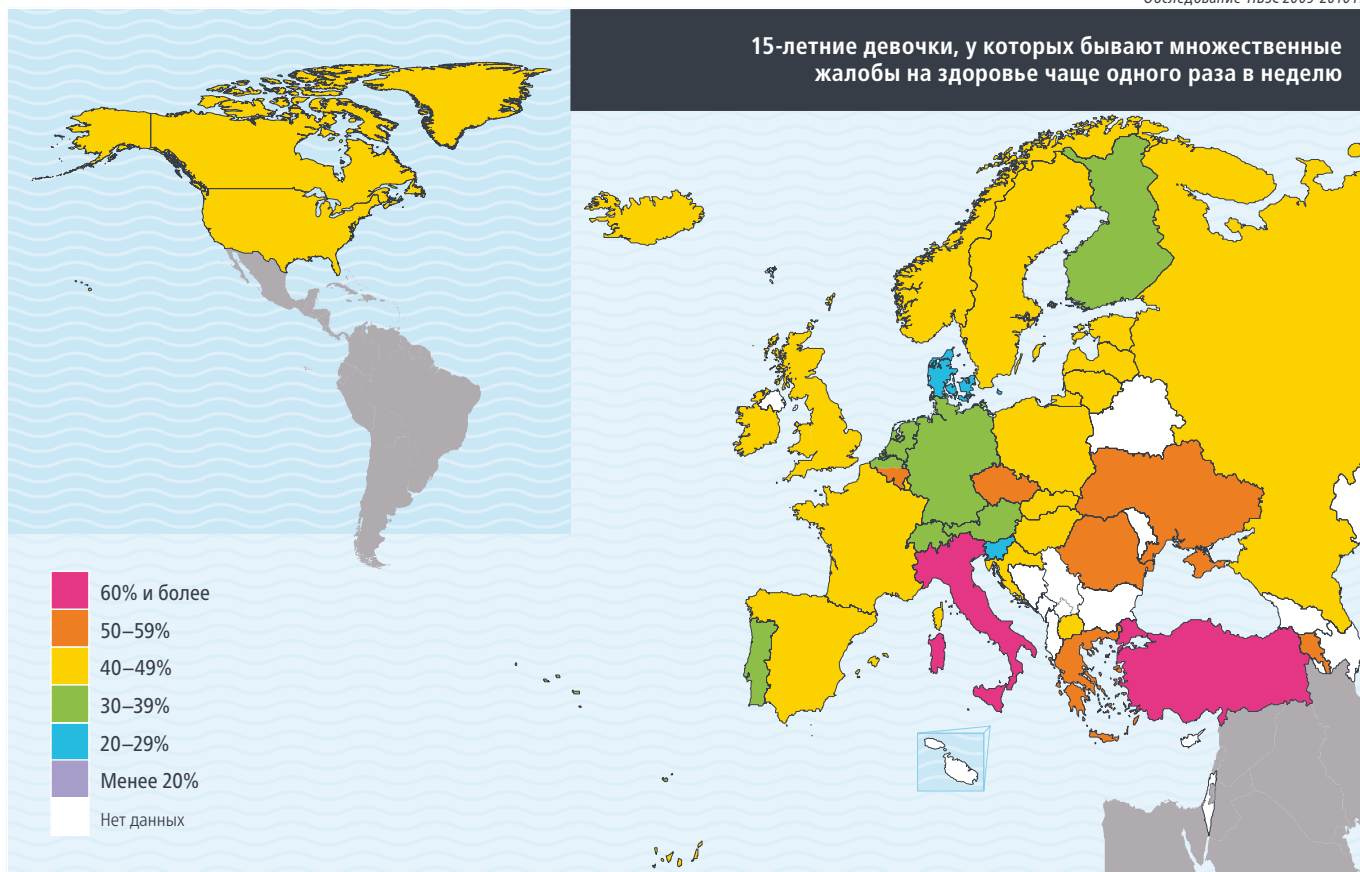 15-летние девочки, у которых бывают множественные
жалобы на здоровье чаще одного раза в неделю
60% и более
50–59%
40–49%
30–39%
20–29%
Менее 20%
Нет данных